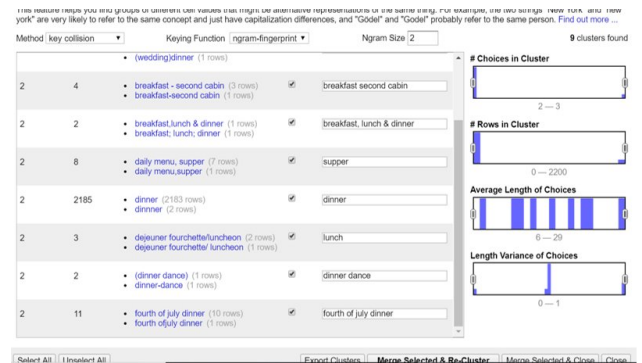 This feature helps you find groups of different cell values that might be alternative representations of the same thing. For example, the two strings "New York" and "new
york" are very likely to refer to the same concept and just have capitalization differences, and "Gödel" and "Godel" probably refer to the same person. Find out more ...
Method key collision Keying Function ngram-fingerprint Ngram Size 2 9 clusters found
• (wedding)dinner (1 rows)
2 4 • breakfast - second cabin (3 rows) breakfast second cabin
• breakfast-second cabin (1 rows)
2 2 • breakfast,lunch & dinner (1 rows) breakfast, lunch & dinner
• breakfast; lunch; dinner (1 rows)
2 8 • daily menu, supper (7 rows) supper
• daily menu,supper (1 rows)
2 2185 • dinner (2183 rows) dinner
• dinnner (2 rows)
2 3 • dejeuner fourchette/luncheon (2 rows) lunch
• dejeuner fourchette/ luncheon (1 rows)
2 2 • (dinner dance) (1 rows) dinner dance
• dinner-dance (1 rows)
2 11 • fourth of july dinner (10 rows) fourth of july dinner
• fourth ofjuly dinner (1 rows)
# Choices in Cluster
2 — 3
# Rows in Cluster
0 — 2200
Average Length of Choices
6 — 29
Length Variance of Choices
0 — 1
Select All Unselect All Export Clusters Merge Selected & Re-Cluster Merge Selected & Close Close